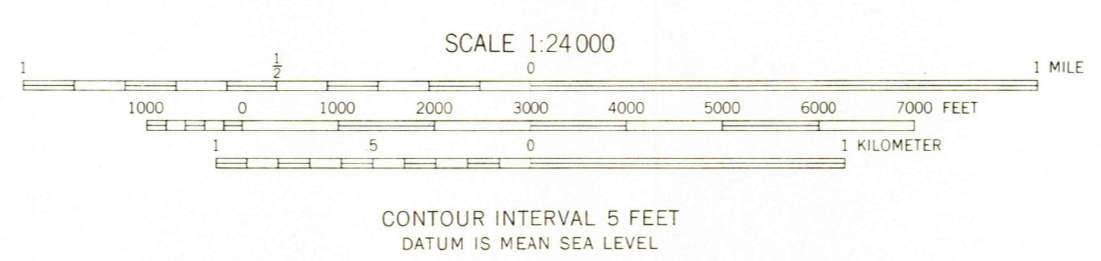 SCALE 1:24 000
1 1/2 0 1 MILE
1000 0 1000 2000 3000 4000 5000 6000 7000 FEET
1 .5 0 1 KILOMETER
CONTOUR INTERVAL 5 FEET
DATUM IS MEAN SEA LEVEL